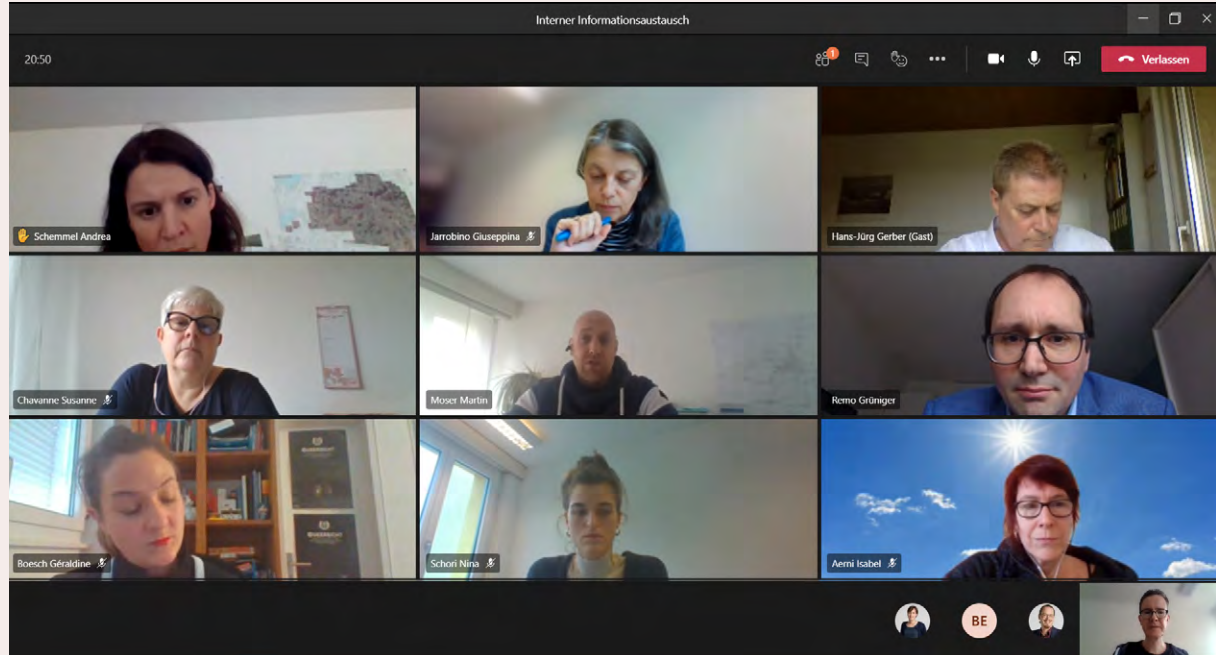 Interner Informationsaustausch
20:50
1
Verlassen
Schemmel Andrea
Jarrobino Giuseppina
Hans-Jürg Gerber (Gast)
Chavanne Susanne
Moser Martin
Remo Grüniger
Boesch Géraldine
Schori Nina
Aerni Isabel
BE